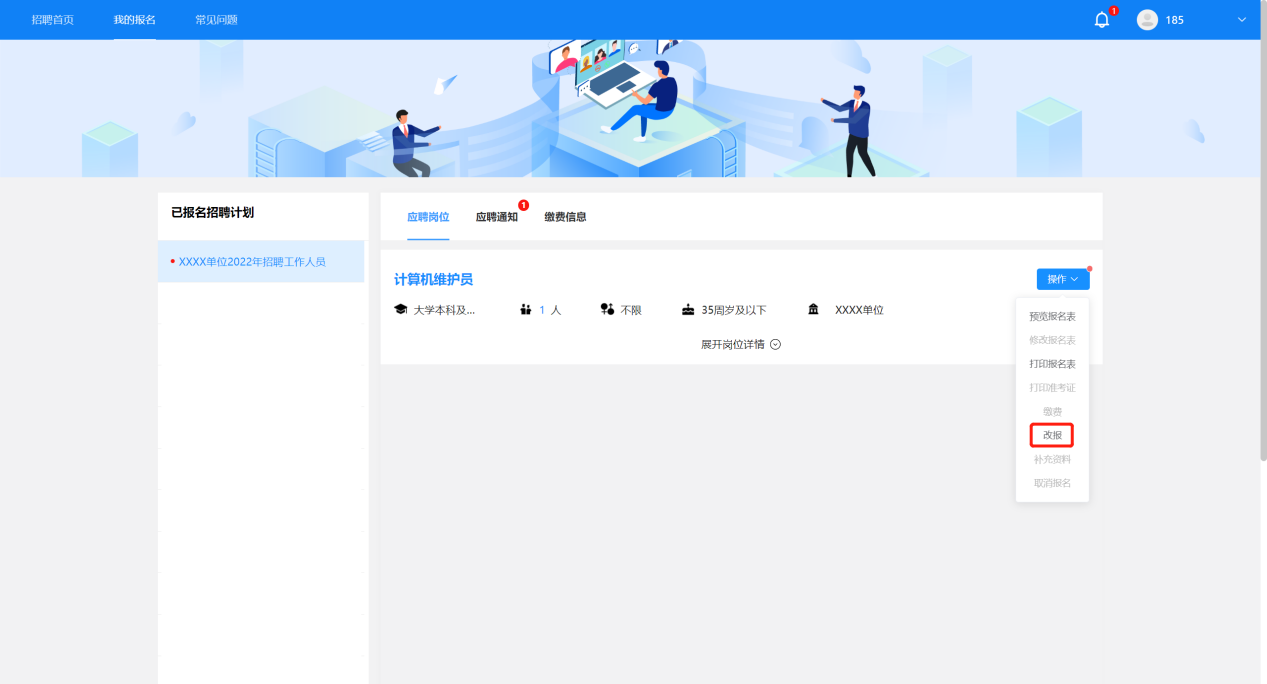 招聘首页 我的报名 常见问题 1 185
已报名招聘计划
应聘岗位 应聘通知 1 缴费信息
XXXX单位2022年招聘工作人员
计算机维护员 操作
大学本科及... 1 人 不限 35周岁及以下 XXXX单位
展开岗位详情
预览报名表
修改报名表
打印报名表
打印准考证
缴费
改报
补充资料
取消报名